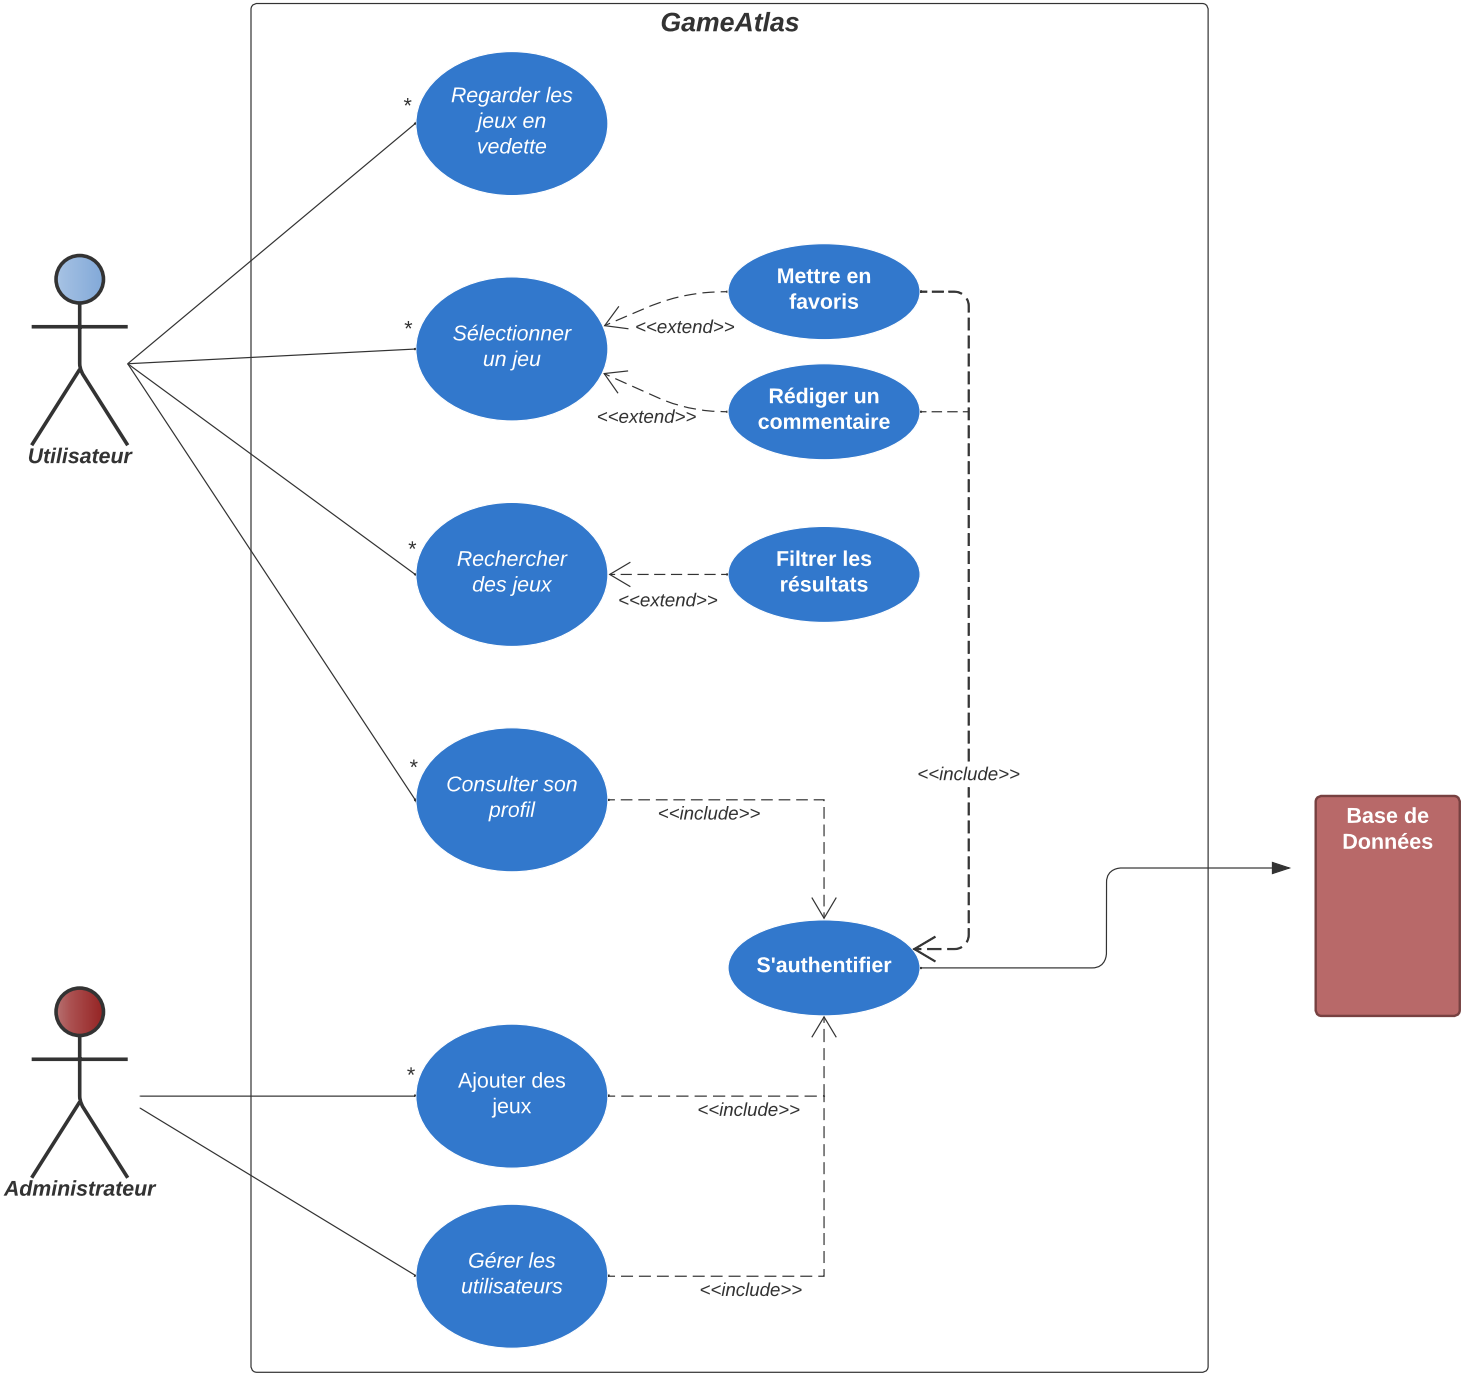 GameAtlas
*
Regarder les
jeux en
vedette
Utilisateur
*
Sélectionner
un jeu
<<extend>>
Mettre en
favoris
<<extend>>
Rédiger un
commentaire
*
Rechercher
des jeux
<<extend>>
Filtrer les
résultats
*
Consulter son
profil
<<include>>
<<include>>
Base de
Données
S'authentifier
Administrateur
*
Ajouter des
jeux
<<include>>
Gérer les
utilisateurs
<<include>>